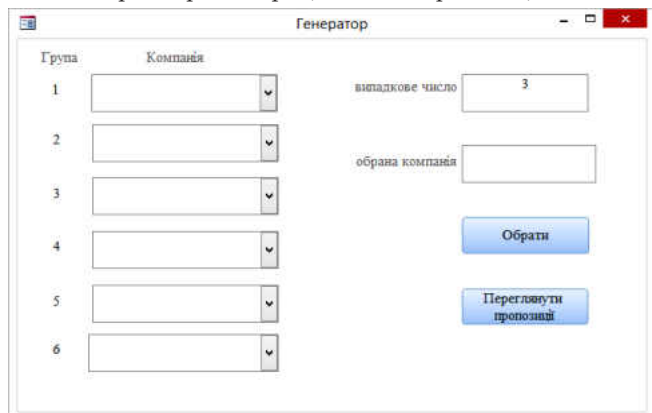 Генератор
Група Компанія
1
випадкове число 3
2
обрана компанія
3
4
Обрати
5
Переглянути
пропозиції
6